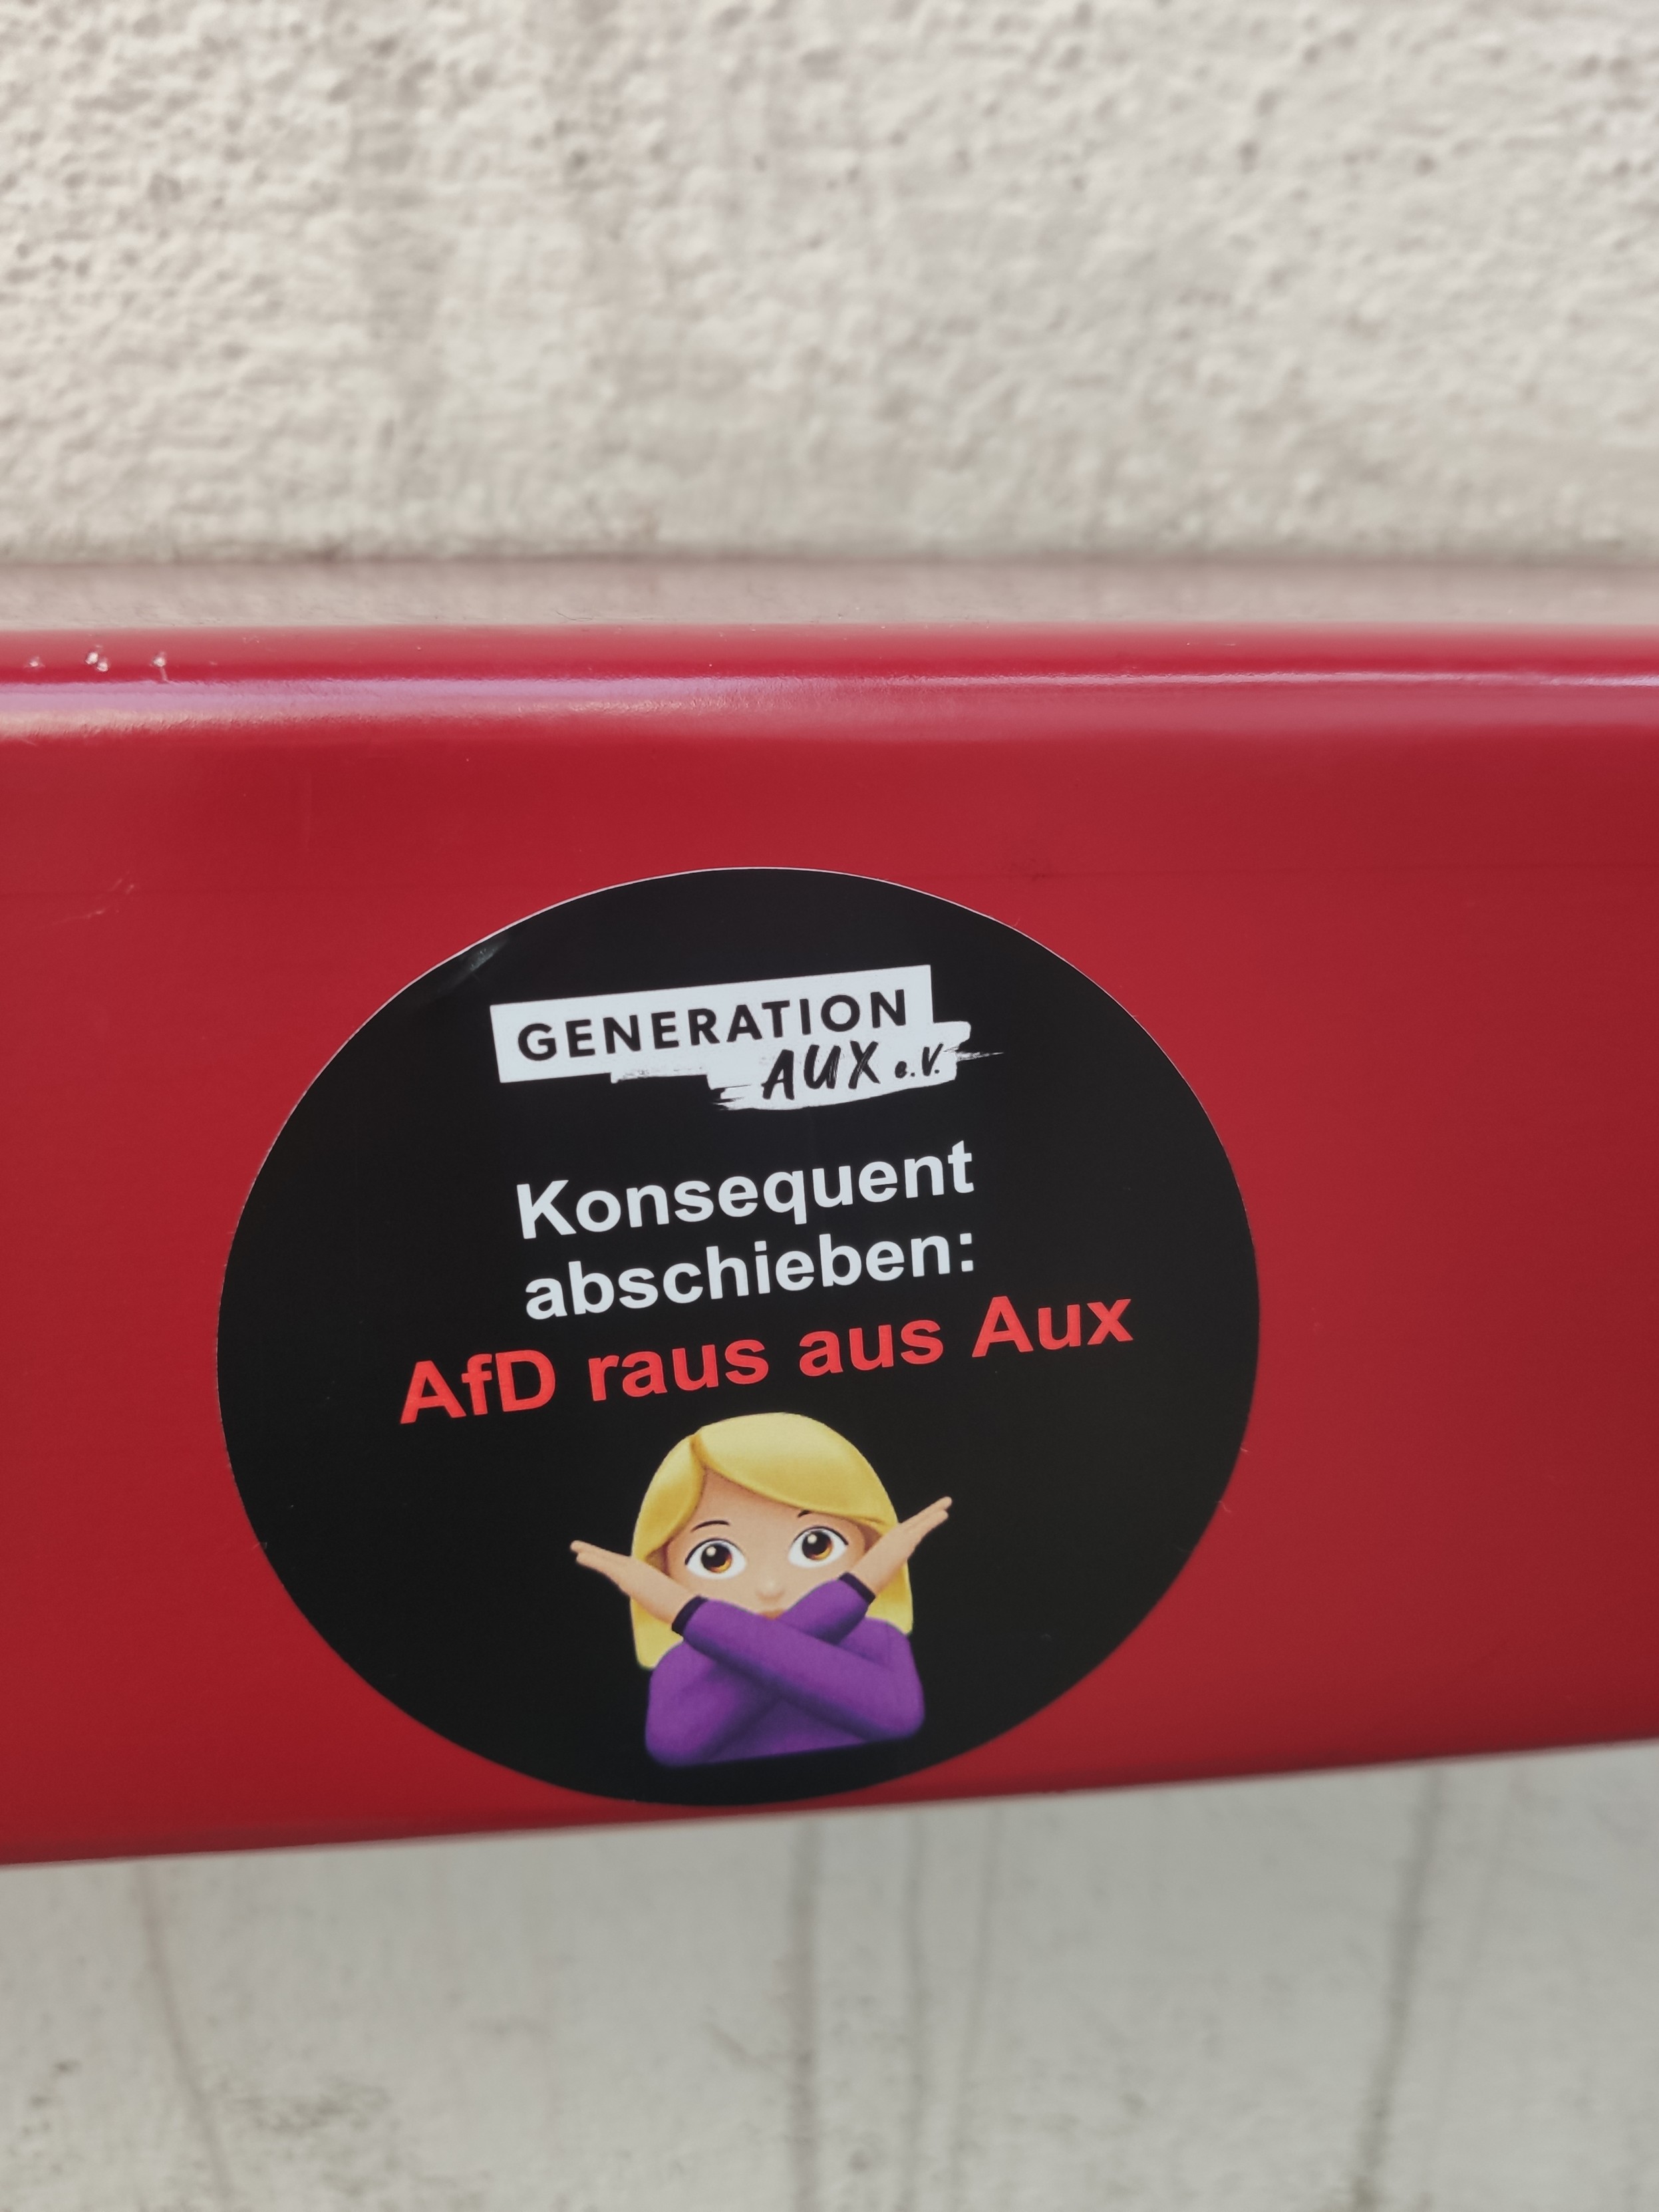 GENERATION
AUX e.V.
Konsequent
abschieben:
AfD raus aus Aux